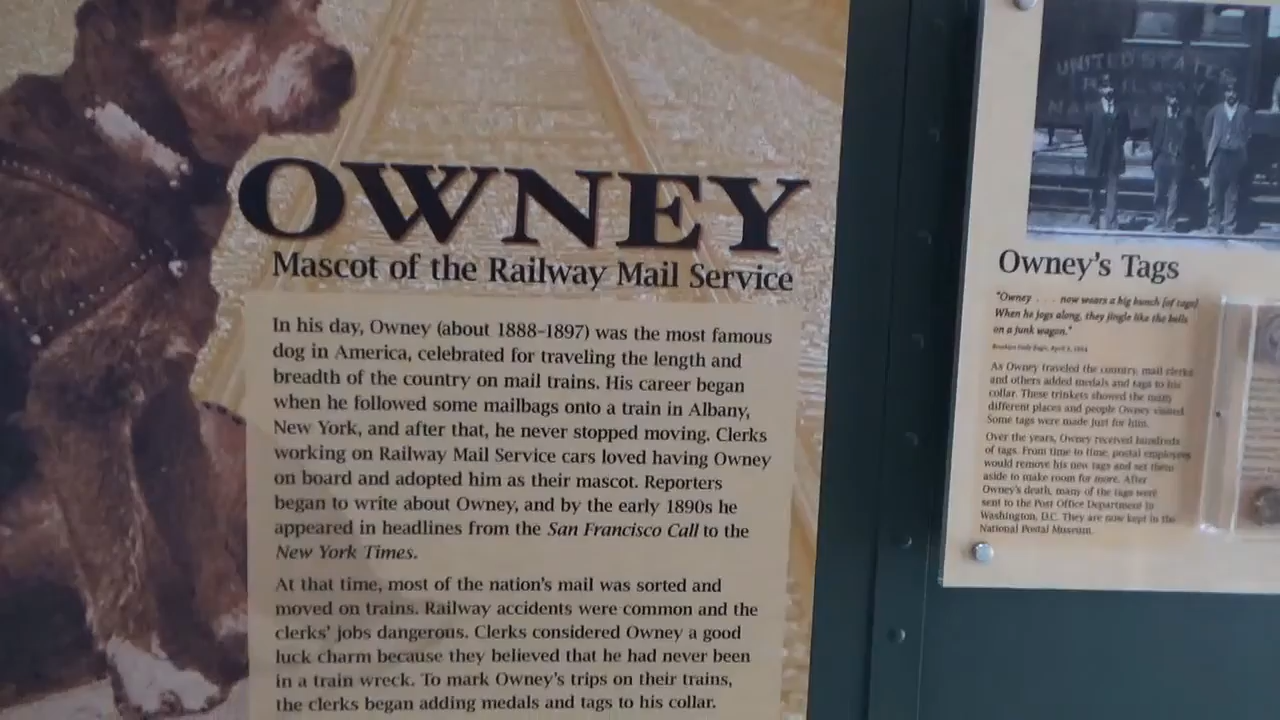 OWNEY
Mascot of the Railway Mail Service
In his day, Owney (about 1888-1897) was the most famous
dog in America, celebrated for traveling the length and
breadth of the country on mail trains. His career began
when he followed some mailbags onto a train in Albany,
New York, and after that, he never stopped moving. Clerks
working on Railway Mail Service cars loved having Owney
on board and adopted him as their mascot. Reporters
began to write about Owney, and by the early 1890s he
appeared in headlines from the San Francisco Call to the
New York Times.
At that time, most of the nation's mail was sorted and
moved on trains. Railway accidents were common and the
clerks' jobs dangerous. Clerks considered Owney a good
luck charm because they believed that he had never been
in a train wreck. To mark Owney's trips on their trains,
the clerks began adding medals and tags to his collar.
UNITED STATES
RAILWAY
Owney's Tags
"Owney . . . now wears a big bunch [of tags]
When he jogs along, they jingle like the bells
on a junk wagon."
Brooklyn Daily Eagle, April
As Owney traveled the country, mail clerks
and others added medals and tags to his
collar. These trinkets showed the many
different places and people Owney visited.
Some tags were made just for him.
Over the years, Owney received hundreds
of tags. From time to time, postal employees
would remove his new tags and set them
aside to make room for more. After
Owney's death, many of the tags were
sent to the Post Office Department in
Washington, D.C. They are now kept in the
National Postal Museum.